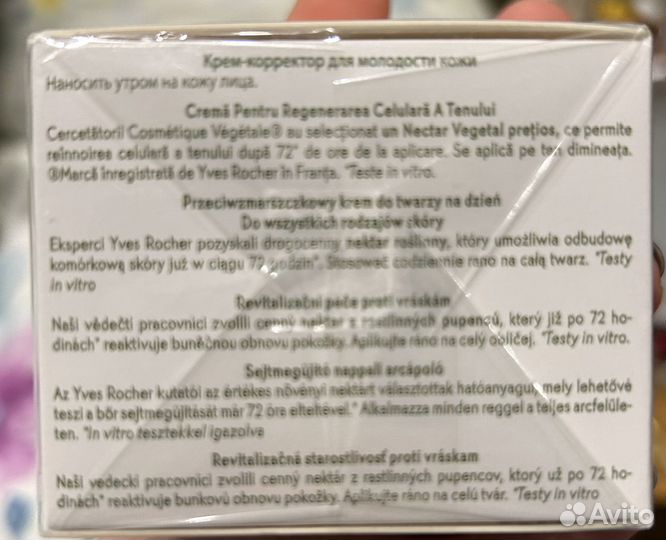 Крем-корректор для молодости кожи
Наносить утром на кожу лица.
Cremă Pentru Regenerarea Celulară A Tenului
Cercetătorii Cosmétique Végétale® au selecționat un Nectar Vegetal prețios, ce permite
reînnoirea celulară a tenului după 72* de ore de la aplicare. Se aplică pe ten dimineața.
®Marcă înregistrată de Yves Rocher in Franța. *Teste in vitro.
Przeciwzmarszczkowy krem do twarzy na dzień
Do wszystkich rodzajów skóry
Eksperci Yves Rocher pozyskali drogocenny nektar roślinny, który umożliwia odbudowę
komórkową skóry już w ciągu 72 godzin*. Stosować codziennie rano na całą twarz. *Testy
in vitro
Revitalizační péče proti vráskám
Naši vědečtí pracovníci zvolili cenný nektar z rostlinných pupenců, který již po 72 ho-
dinách* reaktivuje buněčnou obnovu pokožky. Aplikujte ráno na celý obličej. *Testy in vitro.
Sejtmegújító nappali arcápoló
Az Yves Rocher kutatói az értékes növényi nektárt választottak hatóanyagul, mely lehetővé
teszi a bőr sejtmegújítását már 72 óra elteltével.* Alkalmazza minden reggel a teljes arcfelüle-
ten. *In vitro tesztekkel igazolva
Revitalizačná starostlivosť proti vráskam
Naši vedecki pracovníci zvolili cenný nektár z rastlinných pupencov, ktorý už po 72 ho-
dinách* reaktivuje bunkovú obnovu pokožky. Aplikujte ráno na celú tvár. *Testy in vitro
Avito